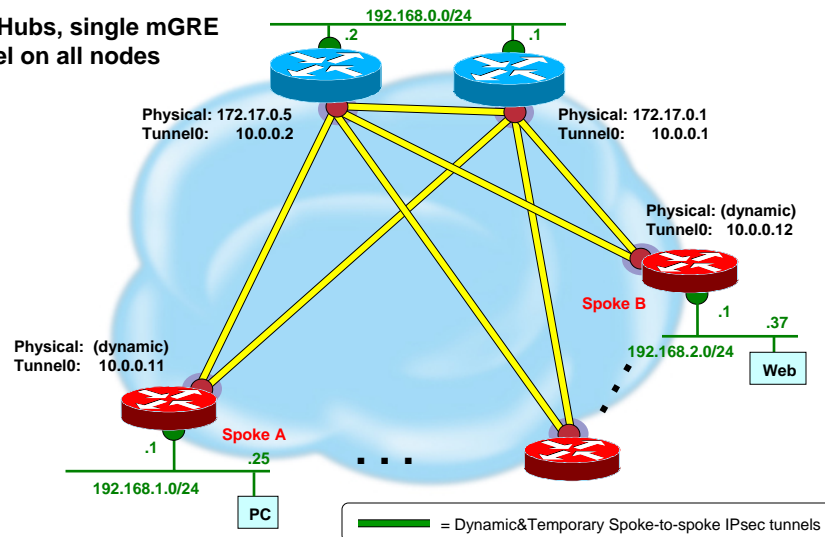 Hubs, single mGRE
el on all nodes
192.168.0.0/24
.2
.1
Physical: 172.17.0.5
Tunnel0: 10.0.0.2
Physical: 172.17.0.1
Tunnel0: 10.0.0.1
Physical: (dynamic)
Tunnel0: 10.0.0.12
Spoke B
.1
.37
192.168.2.0/24
Web
Physical: (dynamic)
Tunnel0: 10.0.0.11
Spoke A
.1
.25
192.168.1.0/24
PC
. . .
= Dynamic&Temporary Spoke-to-spoke IPsec tunnels